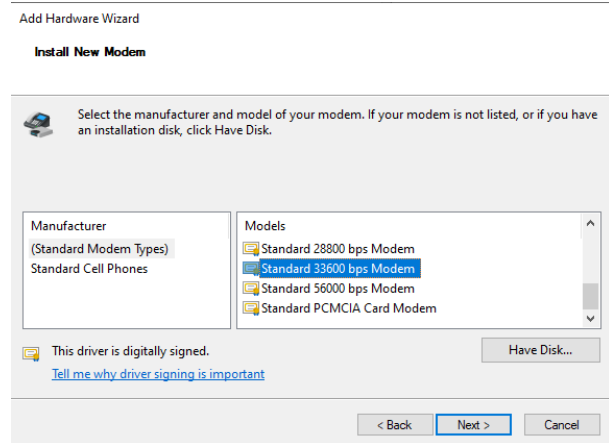 Add Hardware Wizard
Install New Modem
Select the manufacturer and model of your modem. If your modem is not listed, or if you have
an installation disk, click Have Disk.
Manufacturer
(Standard Modem Types)
Standard Cell Phones
Models
Standard 28800 bps Modem
Standard 33600 bps Modem
Standard 56000 bps Modem
Standard PCMCIA Card Modem
This driver is digitally signed.
Tell me why driver signing is important
Have Disk...
< Back
Next >
Cancel